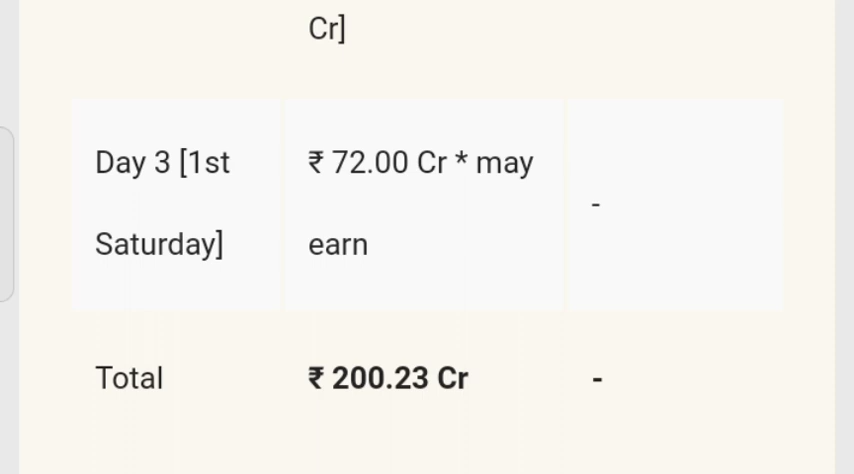 Cr]
Day 3 [1st
Saturday]
₹ 72.00 Cr * may
earn
-
Total
₹ 200.23 Cr
-